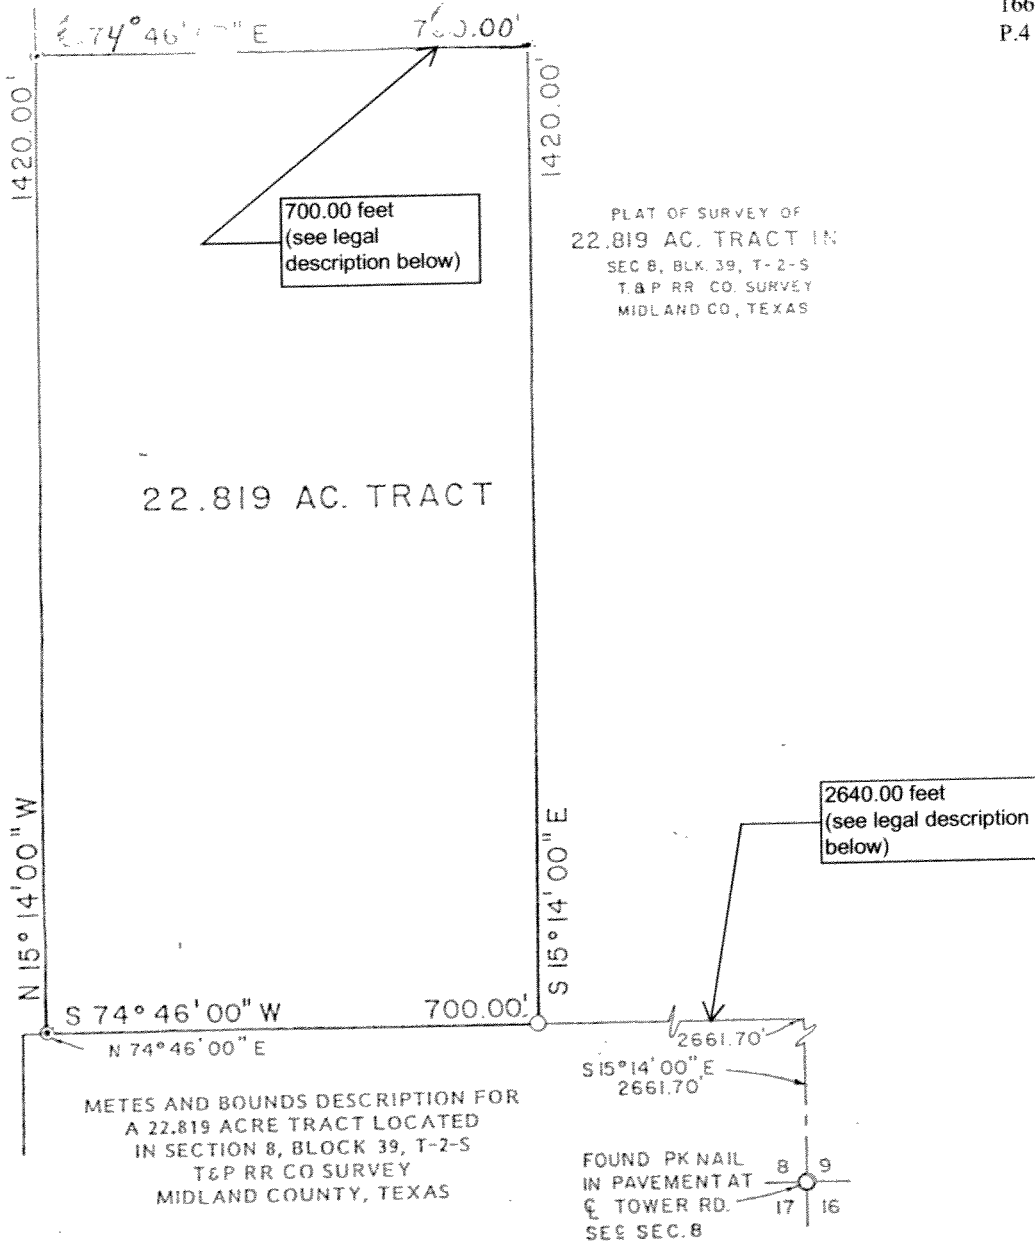 166
P.4
74° 46' E
.00'
1420.00'
1420.00'
700.00 feet
(see legal
description below)
PLAT OF SURVEY OF
22.819 AC. TRACT IN
SEC 8, BLK. 39, T-2-S
T.&P RR CO. SURVEY
MIDLAND CO, TEXAS
22.819 AC. TRACT
2640.00 feet
(see legal description
below)
N 15° 14'00" W
S 15° 14'00" E
S 74° 46'00" W
700.00'
N 74° 46'00" E
2661.70'
S 15° 14'00" E
2661.70'
METES AND BOUNDS DESCRIPTION FOR
A 22.819 ACRE TRACT LOCATED
IN SECTION 8, BLOCK 39, T-2-S
T&P RR CO SURVEY
MIDLAND COUNTY, TEXAS
FOUND PK NAIL
IN PAVEMENT AT
℄ TOWER RD.
SEC SEC. 8
8 9
17 16